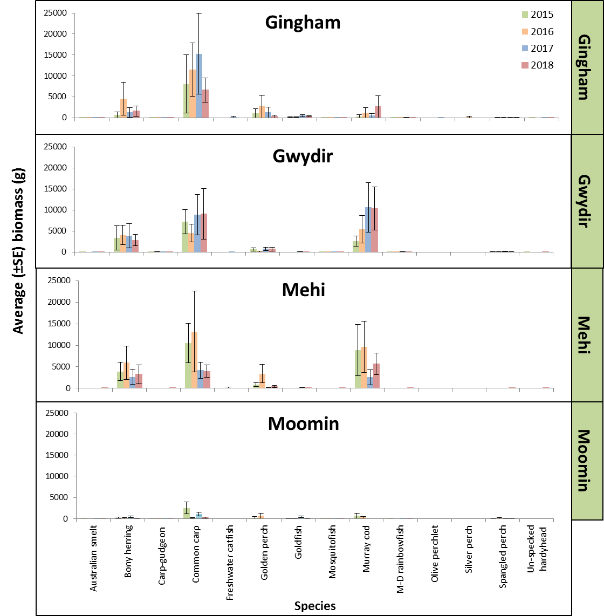 Gingham
2015
2016
2017
2018
25000
20000
15000
10000
5000
0
Gingham
Gwydir
25000
20000
15000
10000
5000
0
Gwydir
Average (±SE) biomass (g)
Mehi
25000
20000
15000
10000
5000
0
Mehi
Moomin
25000
20000
15000
10000
5000
0
Moomin
Australian smelt
Bony herring
Carp-gudgeon
Common carp
Freshwater catfish
Golden perch
Goldfish
Mosquitofish
Murray cod
M-D rainbowfish
Olive perchlet
Silver perch
Spangled perch
Un-specked
hardyhead
Species